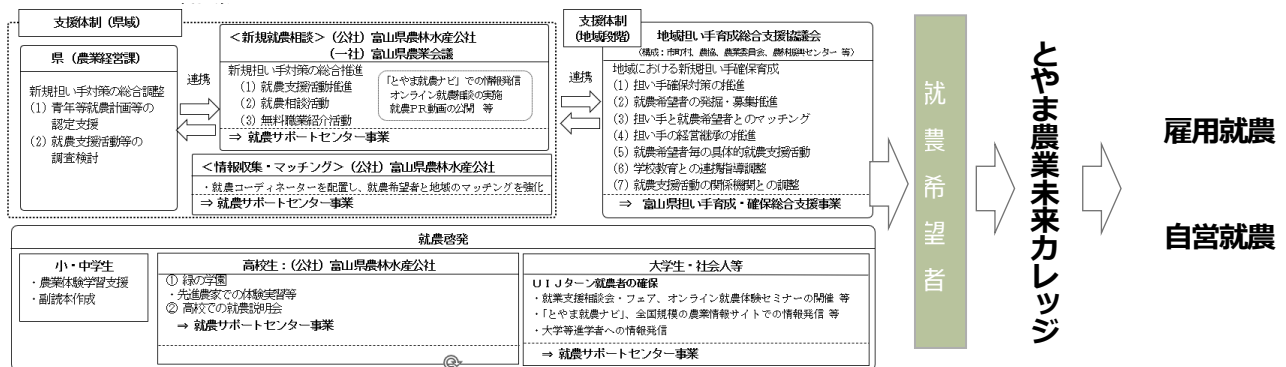 支援体制（県域）
県（農業経営課）
新規担い手対策の総合調整
(1) 青年等就農計画等の
認定支援
(2) 就農支援活動等の
調査検討
連携
＜新規就農相談＞（公社）富山県農林水産公社
（一社）富山県農業会議
新規担い手対策の総合推進
(1) 就農支援活動推進
(2) 就農相談活動
(3) 無料職業紹介活動
⇒ 就農サポートセンター事業
「とやま就農ナビ」での情報発信
オンライン就農相談の実施
就農ＰＲ動画の公開　等
＜情報収集・マッチング＞（公社）富山県農林水産公社
・就農コーディネーターを配置し、就農希望者と地域のマッチングを強化
⇒ 就農サポートセンター事業
連携
支援体制
（地域段階）
地域担い手育成総合支援協議会
（構成：市町村、農協、農業委員会、農林振興センター 等）
地域における新規担い手確保育成
(1) 担い手確保対策の推進
(2) 就農希望者の発掘・募集推進
(3) 担い手と就農希望者とのマッチング
(4) 担い手の経営継承の推進
(5) 就農希望者毎の具体的就農支援活動
(6) 学校教育との連携指導調整
(7) 就農支援活動の関係機関との調整
⇒ 富山県担い手育成・確保総合支援事業
就農啓発
小・中学生
・農業体験学習支援
・副読本作成
高校生：（公社）富山県農林水産公社
① 緑の学園
・先進農家での体験実習等
② 高校での就農説明会
⇒ 就農サポートセンター事業
大学生・社会人等
ＵＩＪターン就農者の確保
・就業支援相談会・フェア、オンライン就農体験セミナーの開催 等
・「とやま就農ナビ」、全国規模の農業情報サイトでの情報発信 等
・大学等進学者への情報発信
⇒ 就農サポートセンター事業
就農希望者
とやま農業未来カレッジ
雇用就農
自営就農